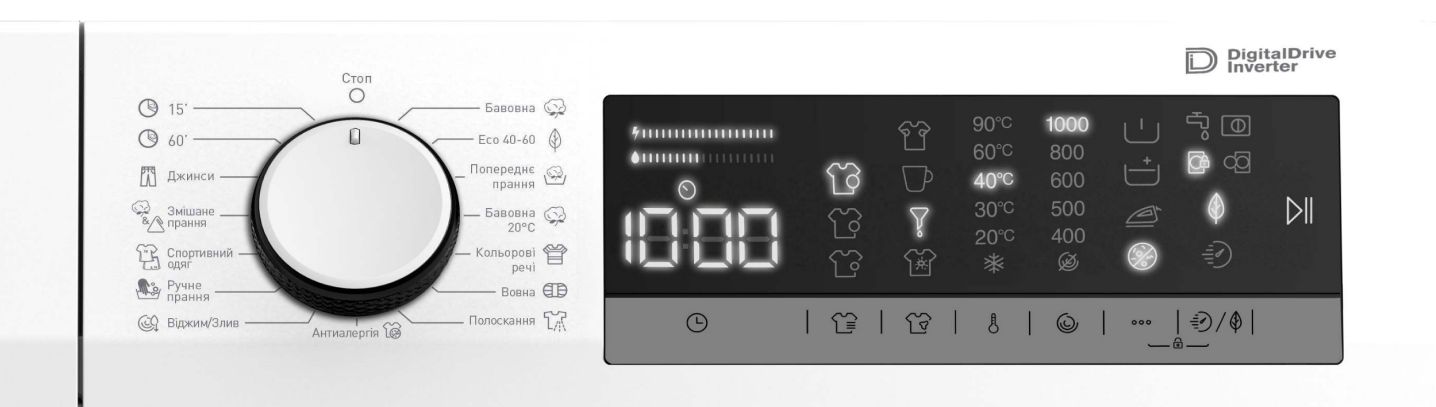 DigitalDrive
Inverter
Стоп
15'
60'
Джинси
Змішане
&
прання
Спортивний
одяг
Ручне
прання
Віджим/Злив
Антиалергія
Бавовна
Eco 40-60
Попереднє
прання
Бавовна
20°C
Кольорові
речі
Вовна
Полоскання
10:00
90°C
60°C
40°C
30°C
20°C
1000
800
600
500
400